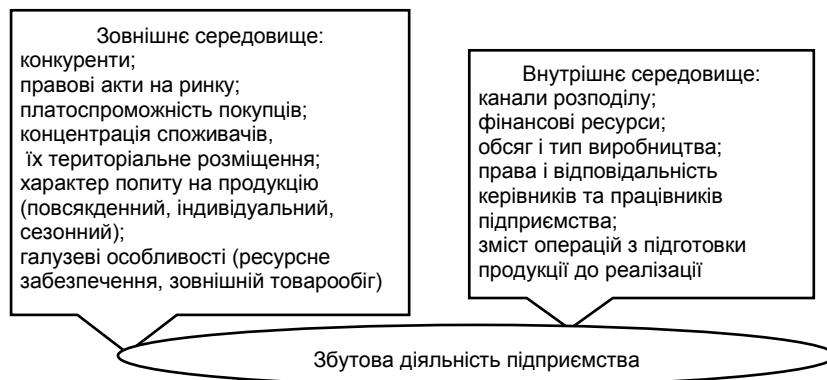 Зовнішнє середовище:
конкуренти;
правові акти на ринку;
платоспроможність покупців;
концентрація споживачів,
їх територіальне розміщення;
характер попиту на продукцію
(повсякденний, індивідуальний,
сезонний);
галузеві особливості (ресурсне
забезпечення, зовнішній товарообіг)
Внутрішнє середовище:
канали розподілу;
фінансові ресурси;
обсяг і тип виробництва;
права і відповідальність
керівників та працівників
підприємства;
зміст операцій з підготовки
продукції до реалізації
Збутова діяльність підприємства